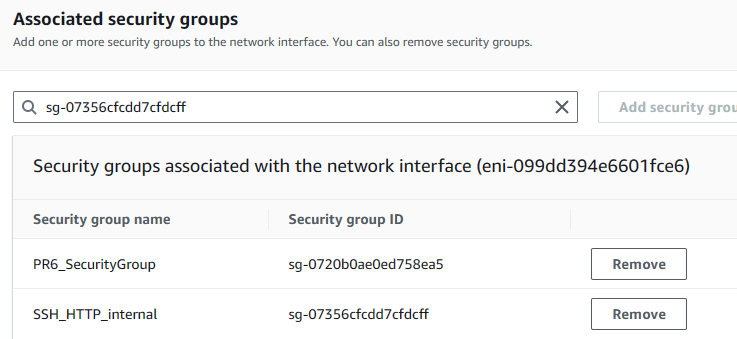 Associated security groups
Add one or more security groups to the network interface. You can also remove security groups.
sg-07356cfcdd7cfdcff
Add security grou
Security groups associated with the network interface (eni-099dd394e6601fce6)
Security group name Security group ID
PR6_SecurityGroup sg-0720b0ae0ed758ea5 Remove
SSH_HTTP_internal sg-07356cfcdd7cfdcff Remove